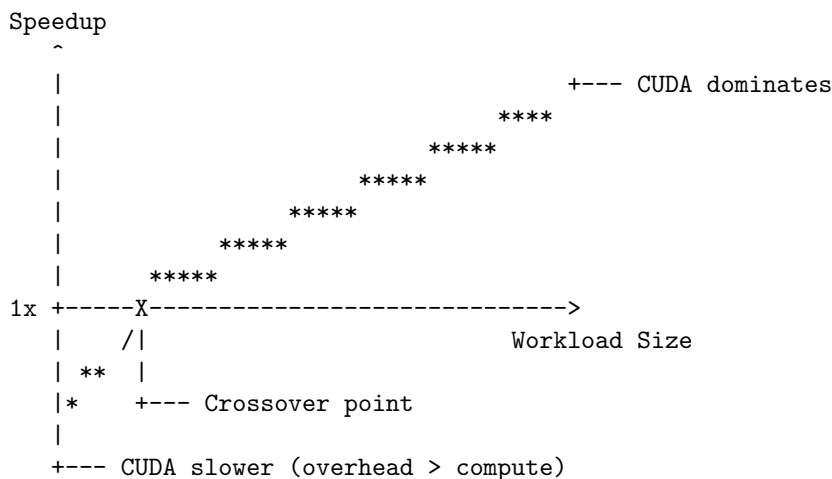 Speedup
^
| +--- CUDA dominates
| ****
| *****
| *****
| *****
| *****
| *****
1x +-----X------------------------------>
| /| Workload Size
| ** |
|* +--- Crossover point
|
+--- CUDA slower (overhead > compute)